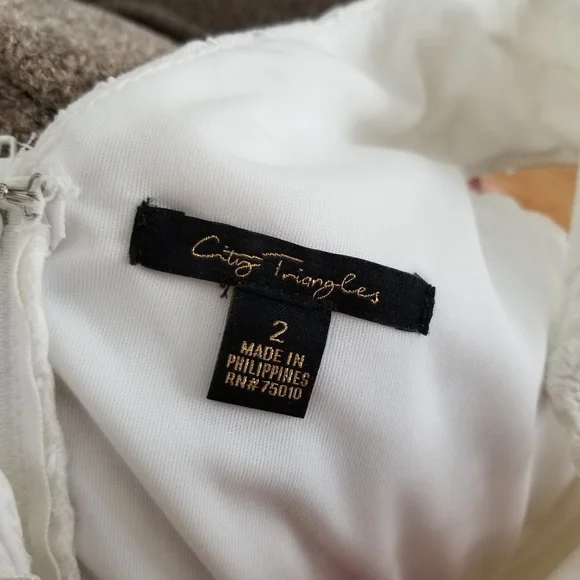 City Triangles
2
MADE IN
PHILIPPINES
RN#75010